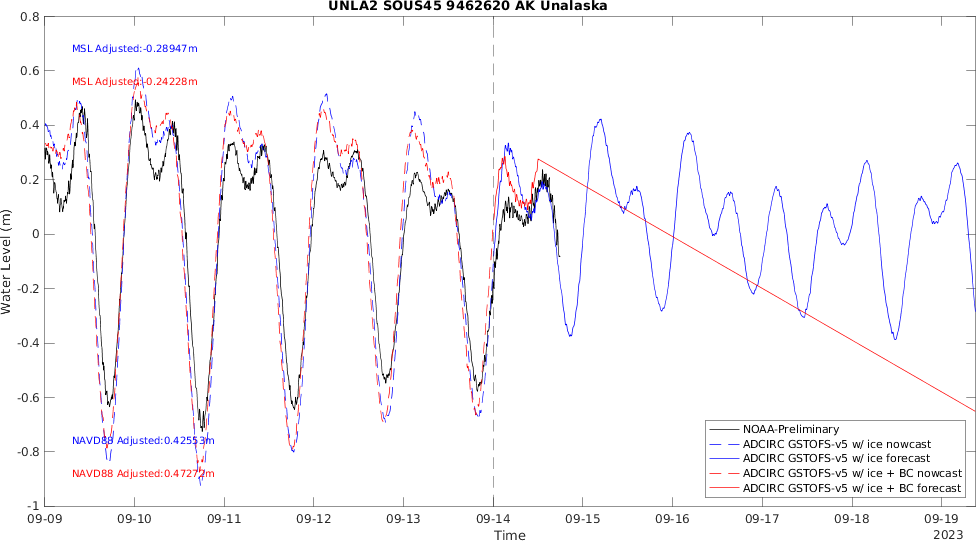 UNLA2 SOUS45 9462620 AK Unalaska
0.8
0.6
0.4
0.2
0
-0.2
-0.4
-0.6
-0.8
-1
Water Level (m)
MSL Adjusted:-0.28947m
MSL Adjusted:-0.24228m
NAVD88 Adjusted:0.42553m
NAVD88 Adjusted:0.47272m
NOAA-Preliminary
ADCIRC GSTOFS-v5 w/ ice nowcast
ADCIRC GSTOFS-v5 w/ ice forecast
ADCIRC GSTOFS-v5 w/ ice + BC nowcast
ADCIRC GSTOFS-v5 w/ ice + BC forecast
09-09 09-10 09-11 09-12 09-13 09-14 09-15 09-16 09-17 09-18 09-19
Time
2023